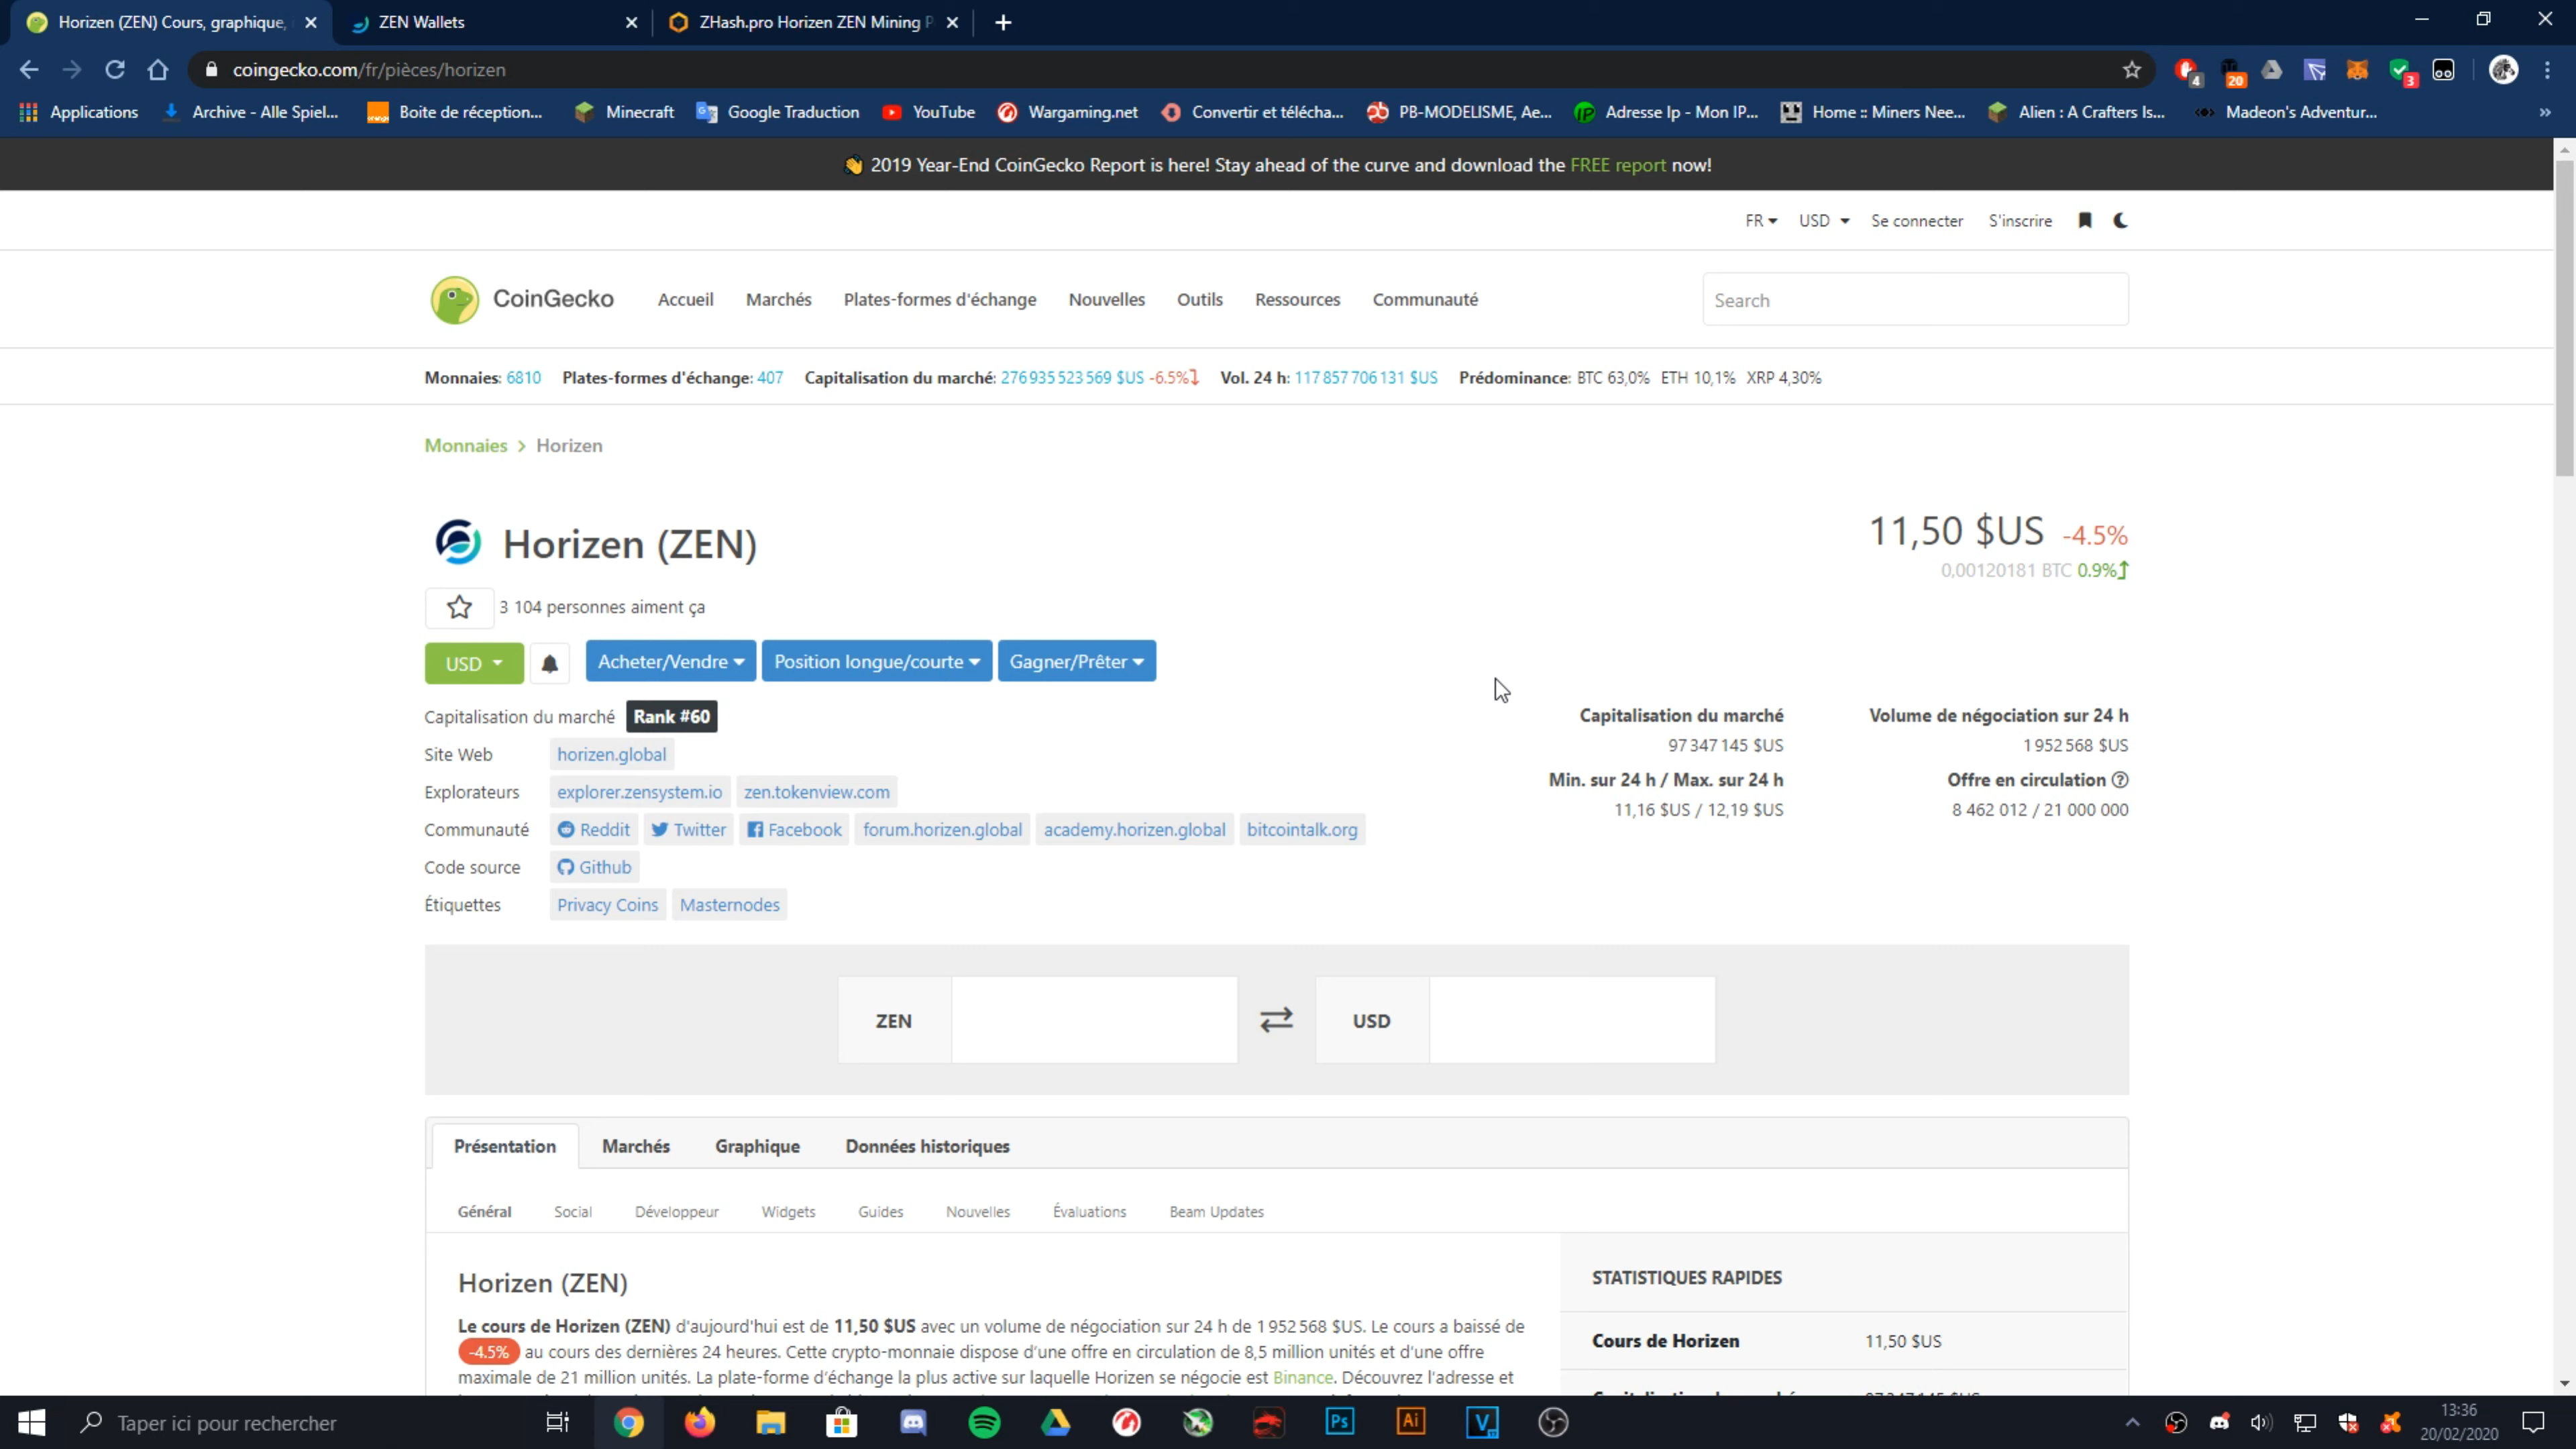 Horizen (ZEN) Cours, graphique,
ZEN Wallets
ZHash.pro Horizen ZEN Mining P
coingecko.com/fr/pièces/horizen
4
20
3
Applications
Archive - Alle Spiel...
Boite de réception...
Minecraft
Google Traduction
YouTube
Wargaming.net
Convertir et télécha...
PB-MODELISME, Ae...
Adresse Ip - Mon IP...
Home :: Miners Nee...
Alien : A Crafters Is...
Madeon's Adventur...
»
2019 Year-End CoinGecko Report is here! Stay ahead of the curve and download the FREE report now!
FR USD Se connecter S'inscrire
CoinGecko Accueil Marchés Plates-formes d'échange Nouvelles Outils Ressources Communauté Search
Monnaies: 6810 Plates-formes d'échange: 407 Capitalisation du marché: 276 935 523 569 $US -6.5% Vol. 24 h: 117 857 706 131 $US Prédominance: BTC 63,0% ETH 10,1% XRP 4,30%
Monnaies > Horizen
Horizen (ZEN)
11,50 $US -4.5%
0,00120181 BTC 0.9%
3 104 personnes aiment ça
USD Acheter/Vendre Position longue/courte Gagner/Prêter
Capitalisation du marché Rank #60
Site Web horizen.global
Explorateurs explorer.zensystem.io zen.tokenview.com
Communauté Reddit Twitter Facebook forum.horizen.global academy.horizen.global bitcointalk.org
Code source Github
Étiquettes Privacy Coins Masternodes
Capitalisation du marché
97 347 145 $US
Volume de négociation sur 24 h
1 952 568 $US
Min. sur 24 h / Max. sur 24 h
11,16 $US / 12,19 $US
Offre en circulation
8 462 012 / 21 000 000
ZEN USD
Présentation Marchés Graphique Données historiques
Général Social Développeur Widgets Guides Nouvelles Évaluations Beam Updates
Horizen (ZEN)
Le cours de Horizen (ZEN) d'aujourd'hui est de 11,50 $US avec un volume de négociation sur 24 h de 1 952 568 $US. Le cours a baissé de
-4.5% au cours des dernières 24 heures. Cette crypto-monnaie dispose d'une offre en circulation de 8,5 million unités et d'une offre
maximale de 21 million unités. La plate-forme d'échange la plus active sur laquelle Horizen se négocie est Binance. Découvrez l'adresse et
STATISTIQUES RAPIDES
Cours de Horizen 11,50 $US
Taper ici pour rechercher
Ps
Ai
V
13:36
20/02/2020